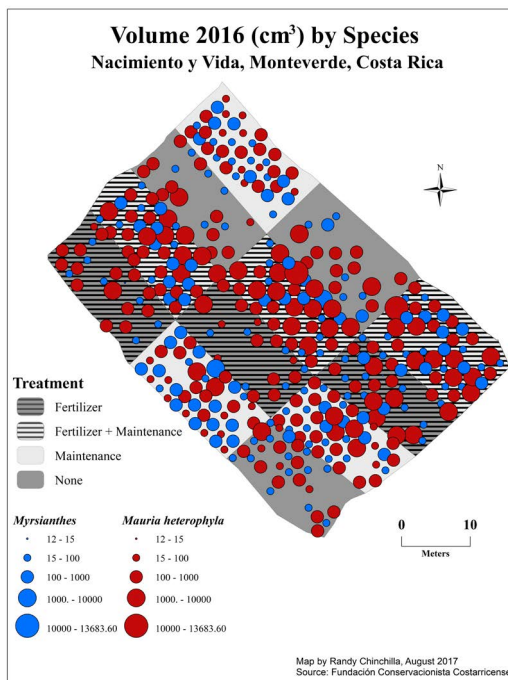 Volume 2016 (cm³) by Species
Nacimiento y Vida, Monteverde, Costa Rica
N
Treatment
Fertilizer
Fertilizer + Maintenance
Maintenance
None
Myrsianthes
12 - 15
15 - 100
100 - 1000
1000. - 10000
10000 - 13683.60
Mauria heterophyla
12 - 15
15 - 100
100 - 1000
1000. - 10000
10000 - 13683.60
0 10
Meters
Map by Randy Chinchilla, August 2017
Source: Fundación Conservacionista Costarricense